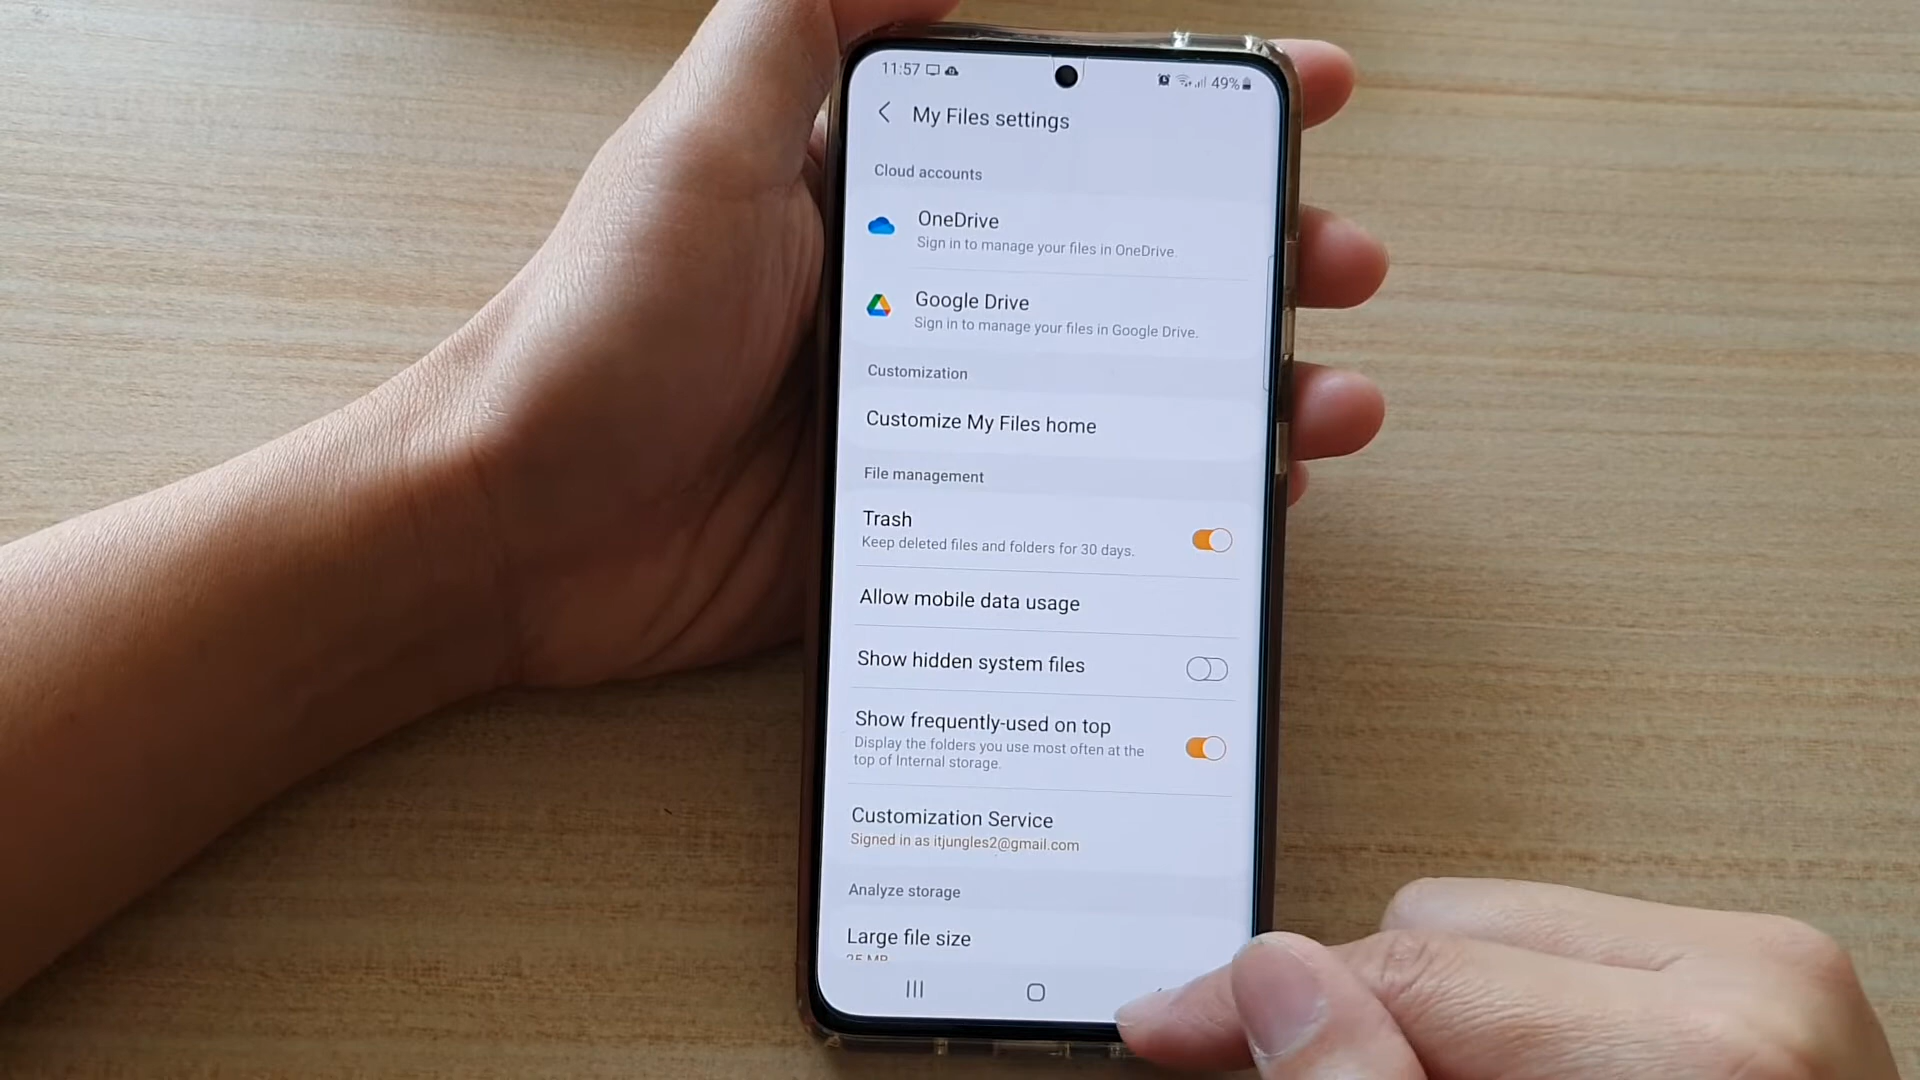 11:57
49%
My Files settings
Cloud accounts
OneDrive
Sign in to manage your files in OneDrive.
Google Drive
Sign in to manage your files in Google Drive.
Customization
Customize My Files home
File management
Trash
Keep deleted files and folders for 30 days.
Allow mobile data usage
Show hidden system files
Show frequently-used on top
Display the folders you use most often at the
top of Internal storage.
Customization Service
Signed in as itjungles2@gmail.com
Analyze storage
Large file size
25 MB